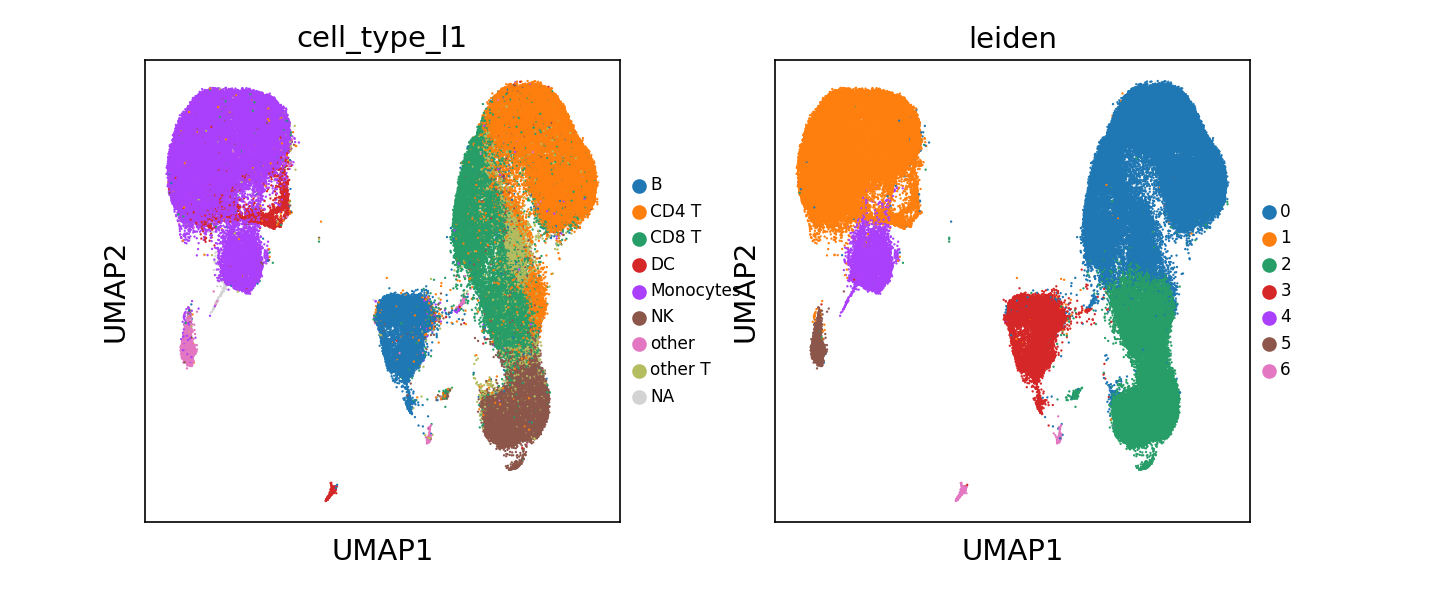 cell_type_l1
UMAP2
UMAP1
B
CD4 T
CD8 T
DC
Monocytes
NK
other
other T
NA
leiden
UMAP2
UMAP1
0
1
2
3
4
5
6